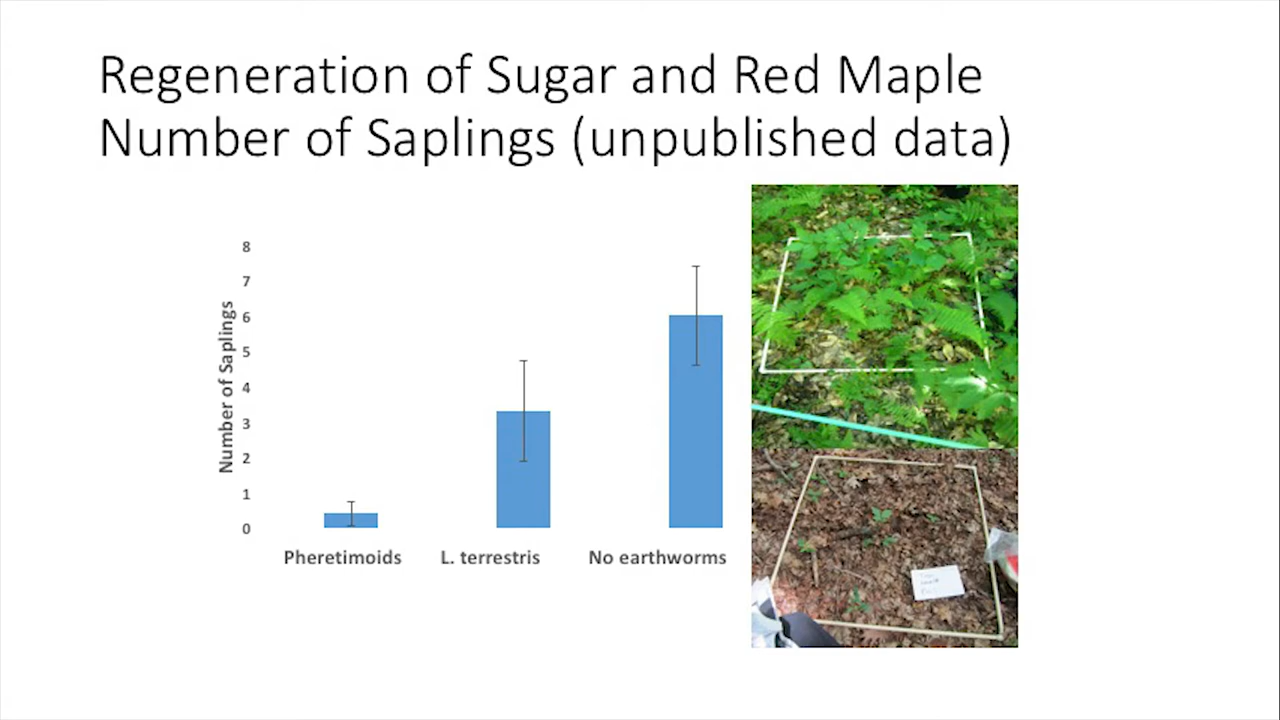 Regeneration of Sugar and Red Maple
Number of Saplings (unpublished data)
Number of Saplings
8
7
6
5
4
3
2
1
0
Pheretimoids
L. terrestris
No earthworms